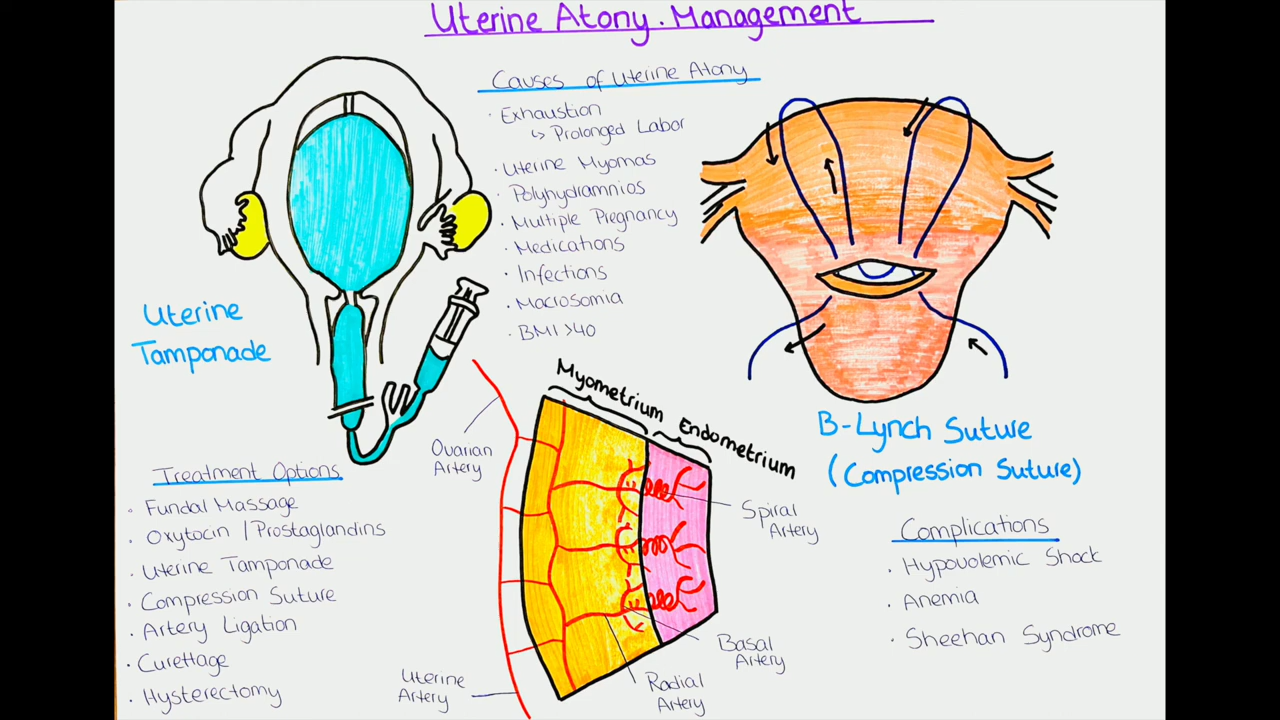 Uterine Atony. Management
Causes of Uterine Atony
· Exhaustion
↳ Prolonged Labor
· Uterine Myomas
· Polyhydramnios
· Multiple Pregnancy
· Medications
· Infections
· Macrosomia
· BMI >40
Uterine
Tamponade
B-Lynch Suture
(Compression Suture)
Treatment Options
· Fundal Massage
· Oxytocin / Prostaglandins
· Uterine Tamponade
· Compression Suture
· Artery Ligation
· Curettage
· Hysterectomy
Myometrium
Endometrium
Ovarian
Artery
Spiral
Artery
Basal
Artery
Radial
Artery
Uterine
Artery
Complications
· Hypovolemic Shock
· Anemia
· Sheehan Syndrome